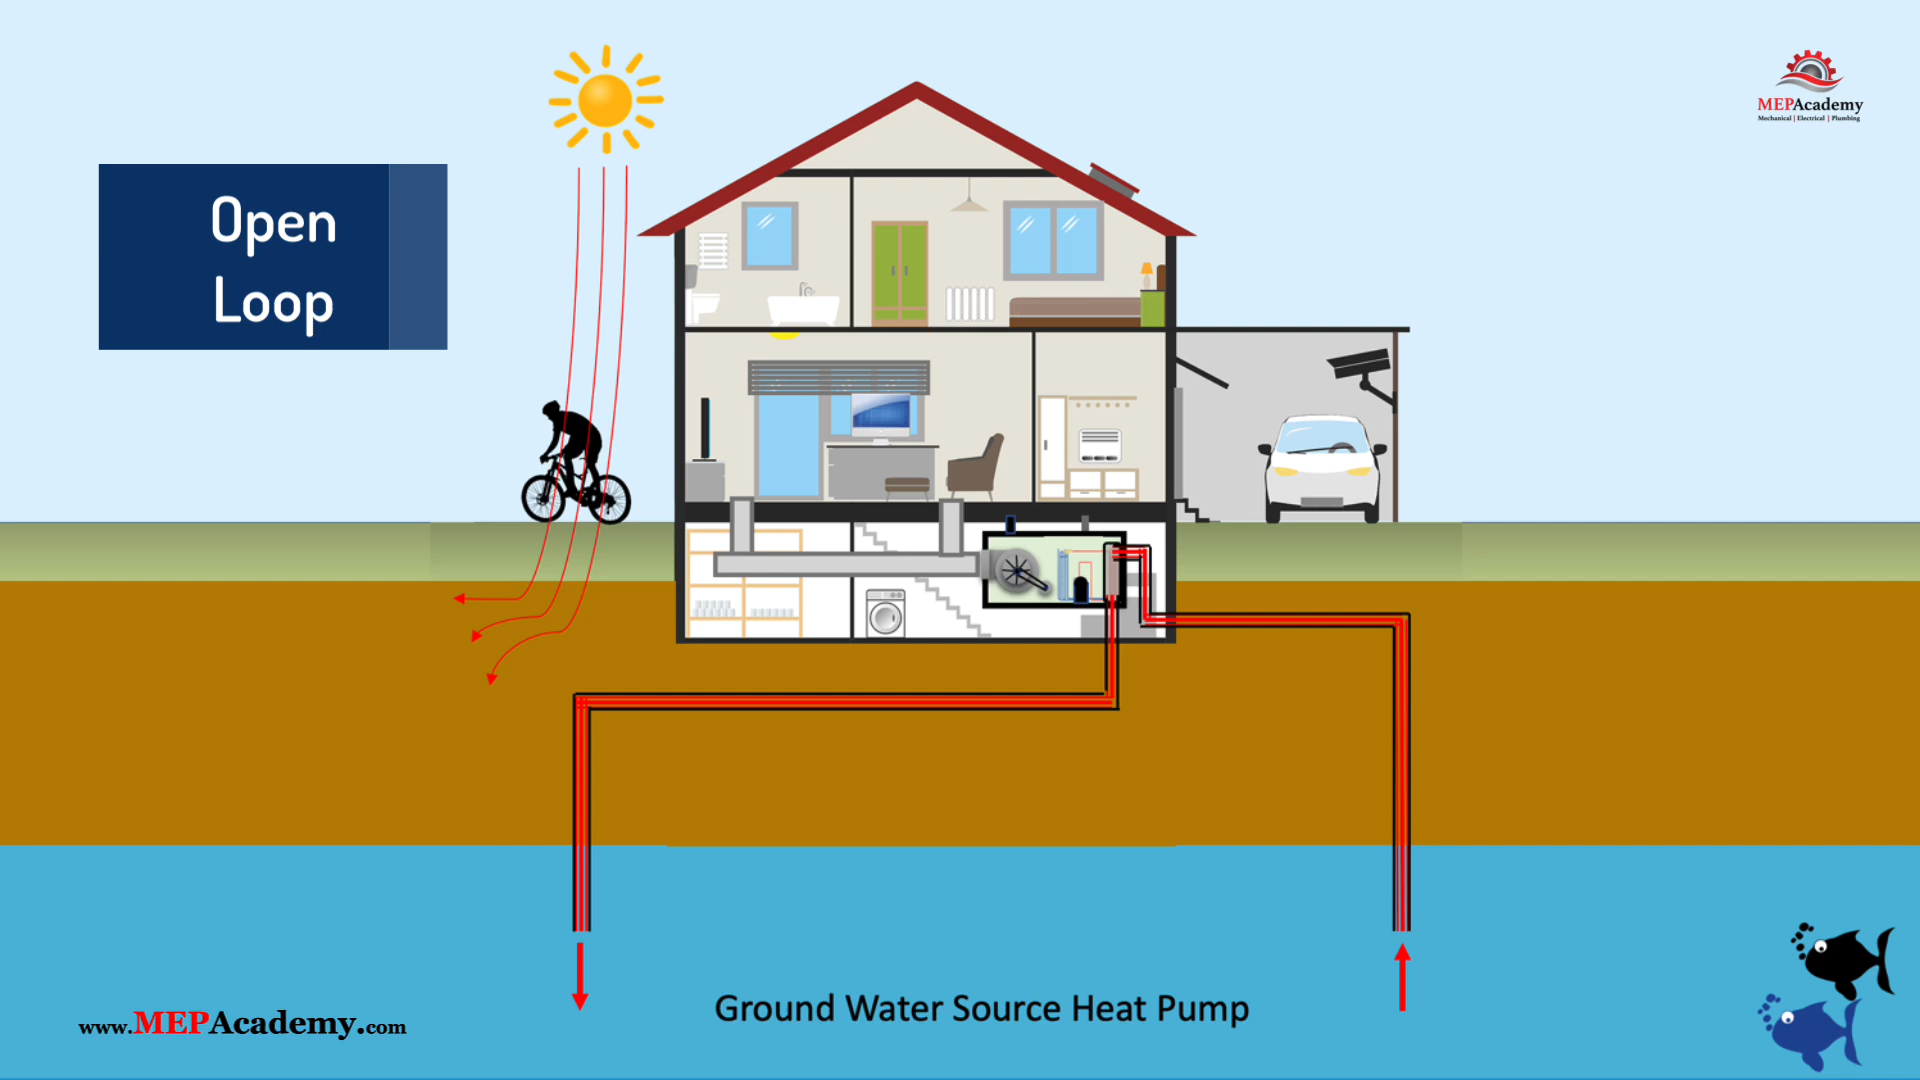 MEPAcademy
Mechanical | Electrical | Plumbing
Open
Loop
Ground Water Source Heat Pump
www.MEPAcademy.com